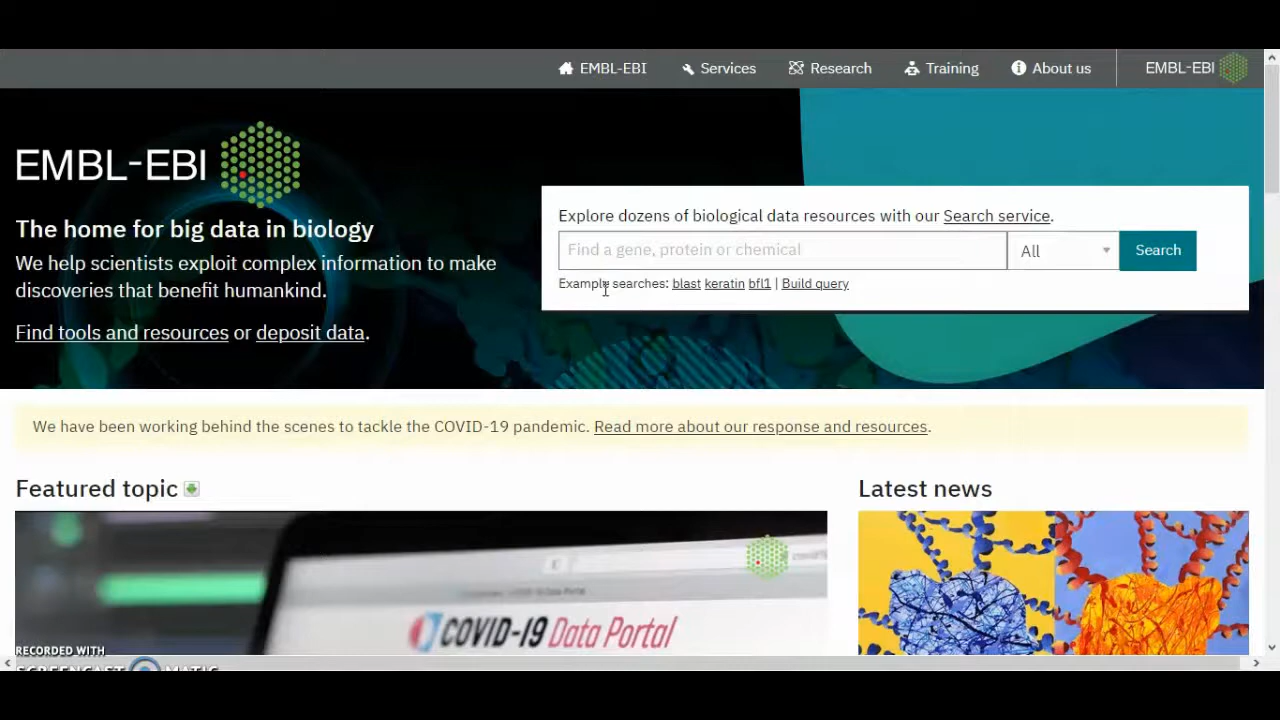 EMBL-EBI Services Research Training About us EMBL-EBI
EMBL-EBI
The home for big data in biology
We help scientists exploit complex information to make
discoveries that benefit humankind.
Find tools and resources or deposit data.
Explore dozens of biological data resources with our Search service.
Find a gene, protein or chemical All Search
Example searches: blast keratin bfl1 | Build query
We have been working behind the scenes to tackle the COVID-19 pandemic. Read more about our response and resources.
Featured topic
Latest news
COVID-19 Data Portal
RECORDED WITH